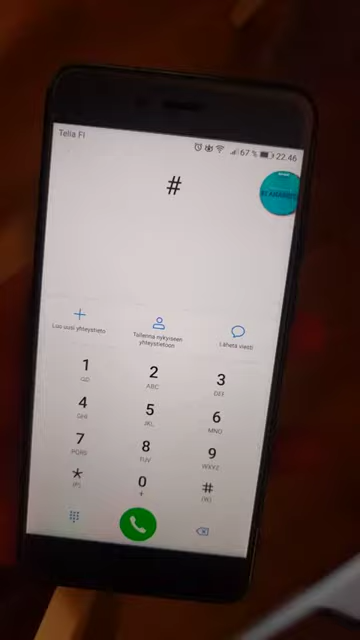 Telia FI
67 % 22.46
#
Luo uusi yhteystieto
Tallenna nykyiseen
yhteystietoon
Lähetä viesti
1
QD
2
ABC
3
DEF
4
GHI
5
JKL
6
MNO
7
PQRS
8
TUV
9
WXYZ
*
(P)
0
+
#
(W)